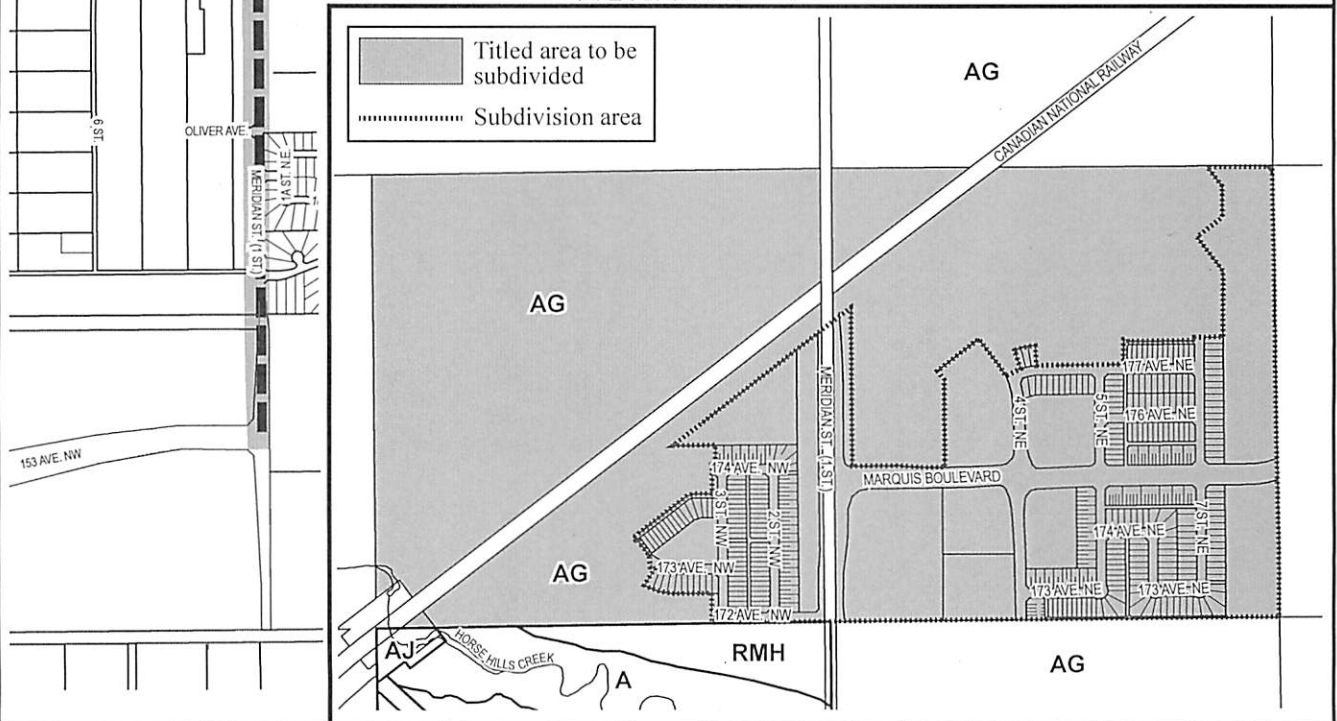 6 ST.
OLIVER AVE.
1A ST. N.E.
MERIDIAN ST. (1 ST.)
153 AVE. NW
Titled area to be
subdivided
Subdivision area
AG
CANADIAN NATIONAL RAILWAY
AG
MERIDIAN ST. (1 ST.)
177 AVE. NE
4 ST. NE
5 ST. NE
176 AVE. NE
174 AVE. NW
MARQUIS BOULEVARD
3 ST. NW
2 ST. NW
174 AVE. NE
7 ST. NE
AG
173 AVE. NW
173 AVE. NE
173 AVE. NE
172 AVE. NW
AJ
HORSE HILLS CREEK
RMH
AG
A